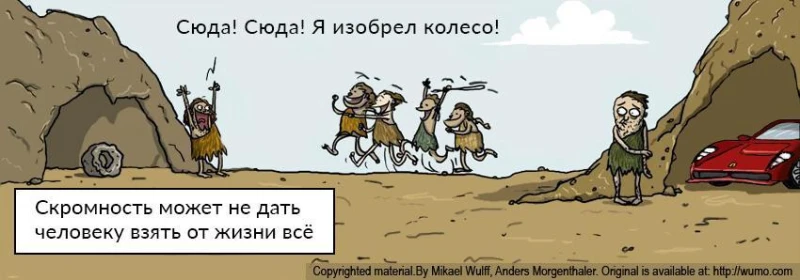 Сюда! Сюда! Я изобрел колесо!
Скромность может не дать
человеку взять от жизни всё
Copyrighted material.By Mikael Wulff, Anders Morgenthaler. Original is available at: http://wumo.com